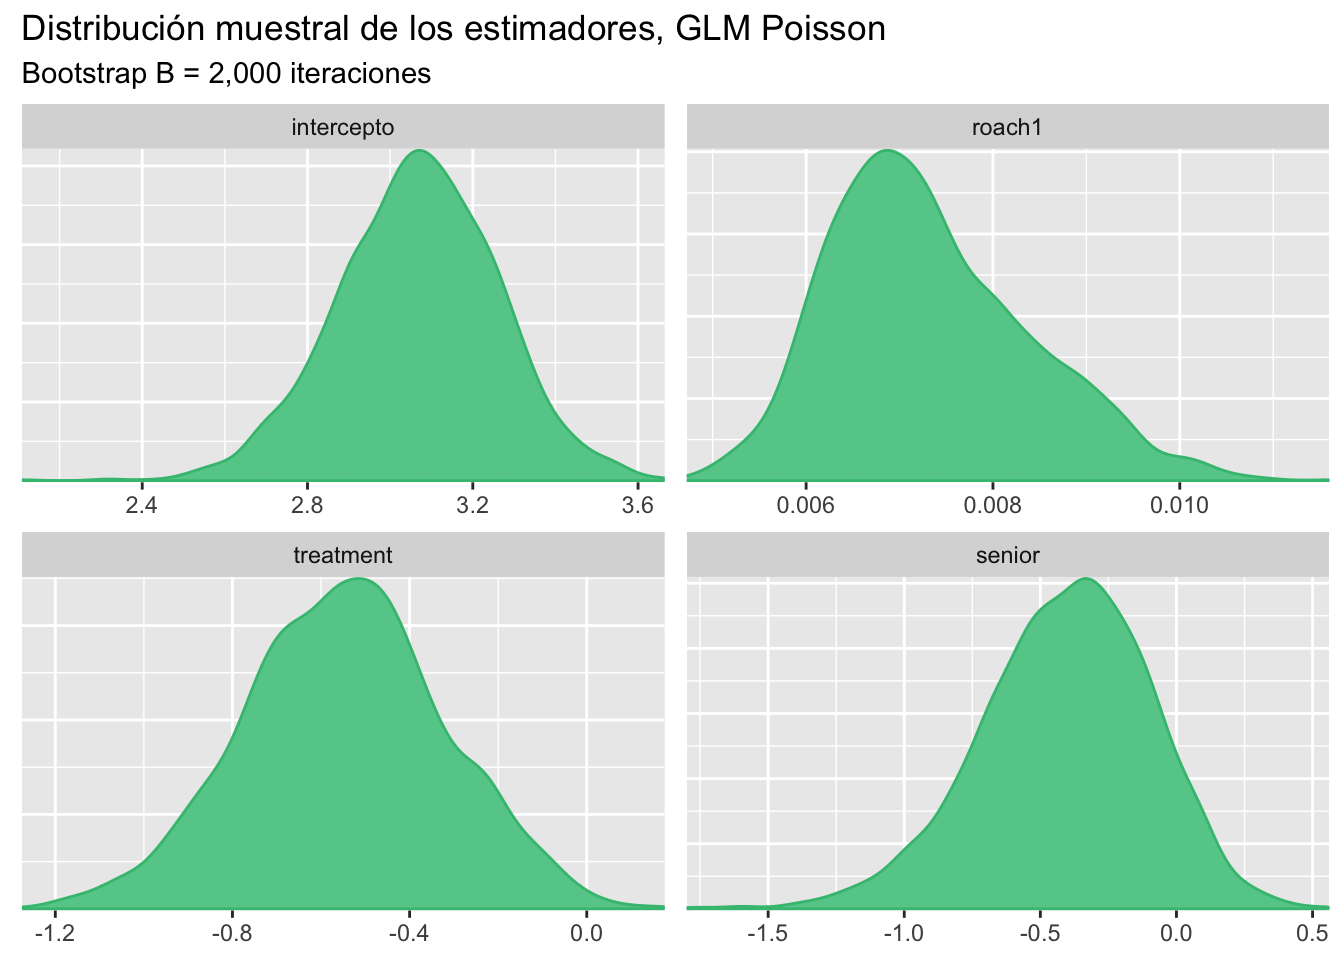 Distribución muestral de los estimadores, GLM Poisson
Bootstrap B = 2,000 iteraciones
intercepto
roach1
2.4 2.8 3.2 3.6
0.006 0.008 0.010
treatment
senior
-1.2 -0.8 -0.4 0.0
-1.5 -1.0 -0.5 0.0 0.5